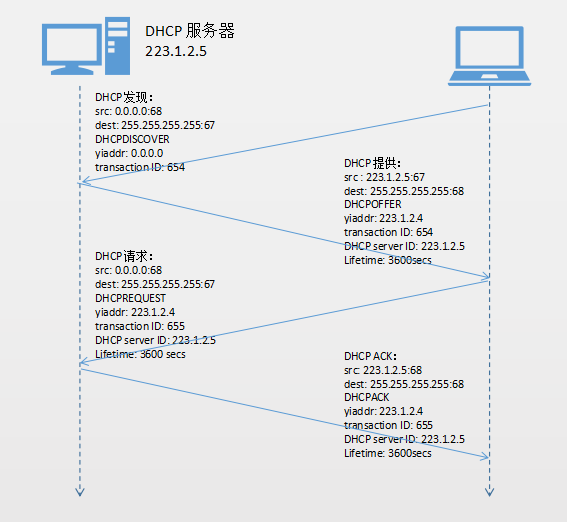 DHCP 服务器
223.1.2.5
DHCP发现：
src: 0.0.0.0:68
dest: 255.255.255.255:67
DHCPDISCOVER
yiaddr: 0.0.0.0
transaction ID: 654
DHCP 提供：
src : 223.1.2.5:67
dest: 255.255.255.255:68
DHCPOFFER
yiaddr: 223.1.2.4
transaction ID: 654
DHCP server ID: 223.1.2.5
Lifetime: 3600secs
DHCP 请求：
src: 0.0.0.0:68
dest: 255.255.255.255:67
DHCPREQUEST
yiaddr: 223.1.2.4
transaction ID: 655
DHCP server ID: 223.1.2.5
Lifetime: 3600 secs
DHCP ACK：
src: 223.1.2.5:68
dest: 255.255.255.255:68
DHCPACK
yiaddr: 223.1.2.4
transaction ID: 655
DHCP server ID: 223.1.2.5
Lifetime: 3600secs